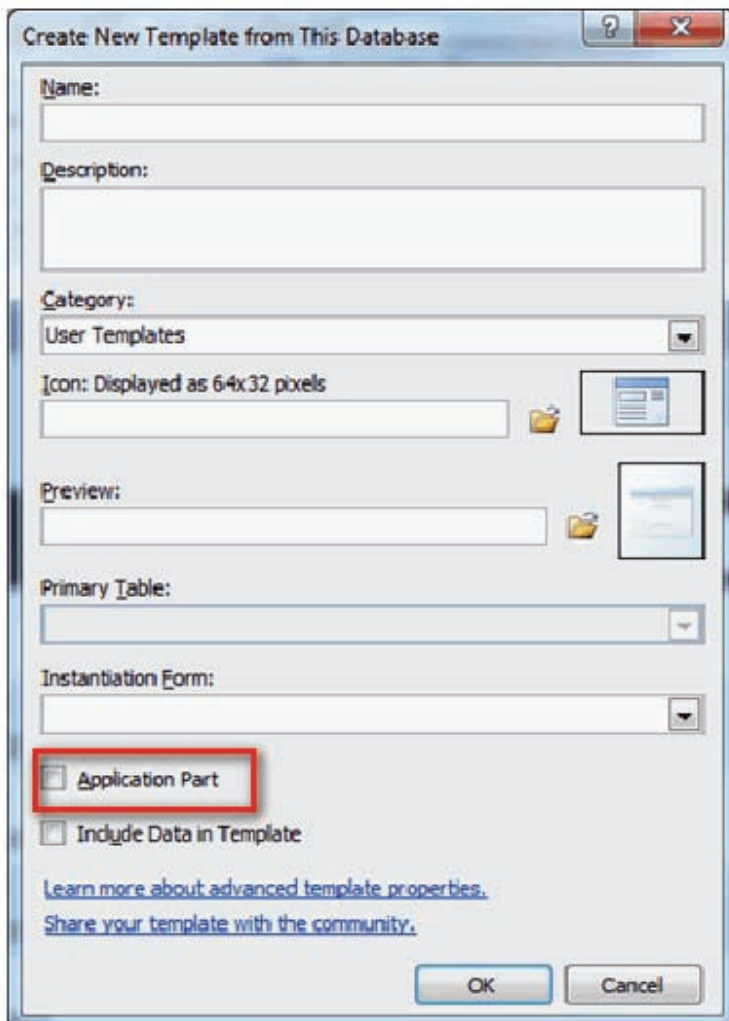 Create New Template from This Database
Name:
Description:
Category:
User Templates
Icon: Displayed as 64x32 pixels
Preview:
Primary Table:
Instantiation Form:
Application Part
Include Data in Template
Learn more about advanced template properties.
Share your template with the community.
OK Cancel